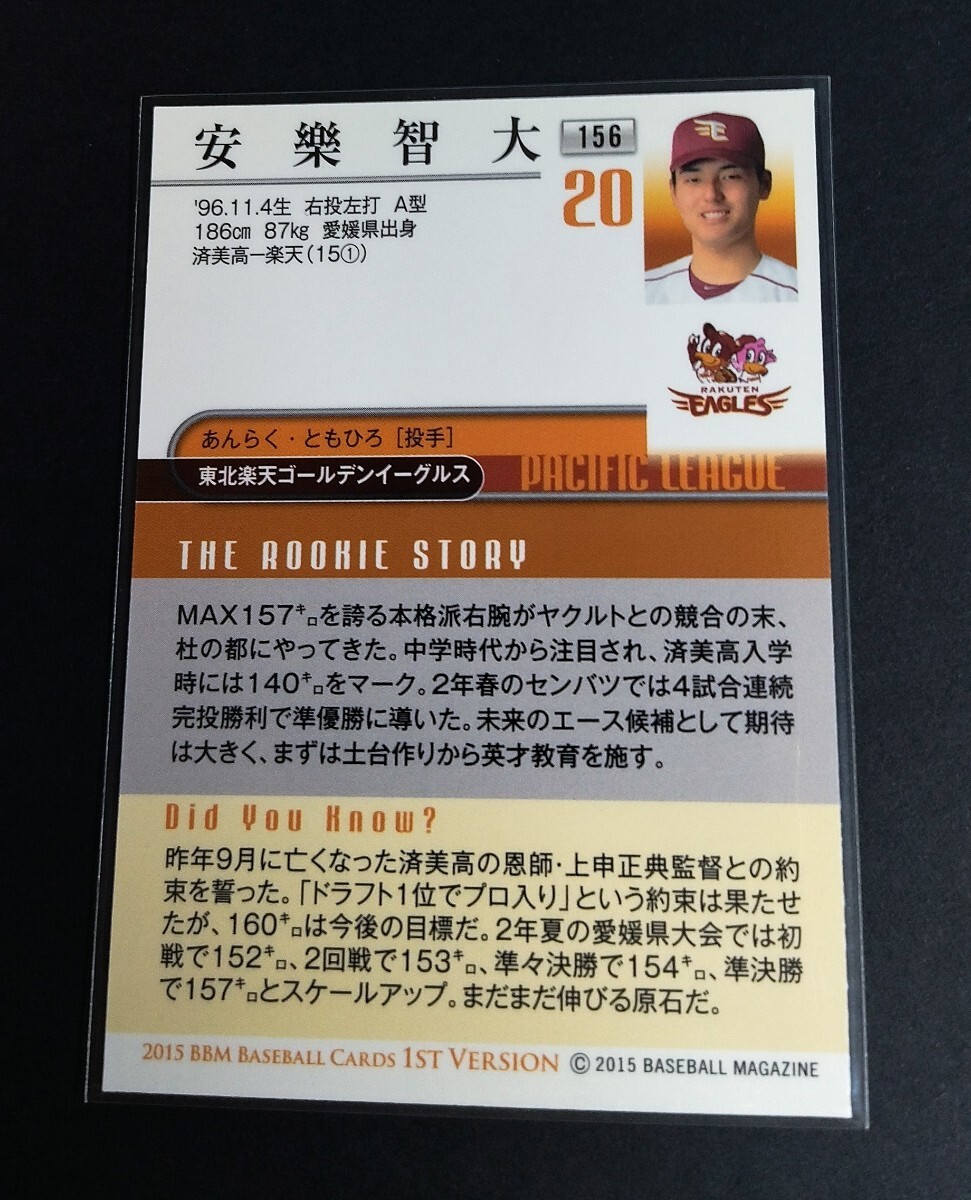 安樂智大
156
20
'96.11.4生 右投左打 A型
186㎝ 87㎏ 愛媛県出身
済美高ー楽天(15①)
RAKUTEN
EAGLES
あんらく・ともひろ［投手］
東北楽天ゴールデンイーグルス
PACIFIC LEAGUE
THE ROOKIE STORY
MAX157㌔を誇る本格派右腕がヤクルトとの競合の末、
杜の都にやってきた。中学時代から注目され、済美高入学
時には140㌔をマーク。2年春のセンバツでは4試合連続
完投勝利で準優勝に導いた。未来のエース候補として期待
は大きく、まずは土台作りから英才教育を施す。
Did You Know?
昨年9月に亡くなった済美高の恩師・上申正典監督との約
束を誓った。「ドラフト1位でプロ入り」という約束は果たせ
たが、160㌔は今後の目標だ。2年夏の愛媛県大会では初
戦で152㌔、2回戦で153㌔、準々決勝で154㌔、準決勝
で157㌔とスケールアップ。まだまだ伸びる原石だ。
2015 BBM BASEBALL CARDS 1ST VERSION © 2015 BASEBALL MAGAZINE